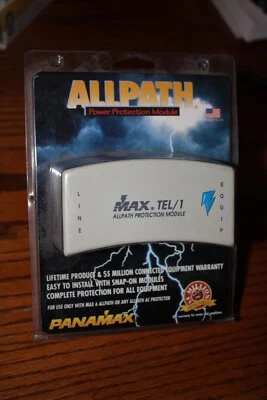 ALLPATH®
Power Protection Module
LINE
MAX® TEL/1
ALLPATH PROTECTION MODULE
EQUIP
LIFETIME PRODUCT & $5 MILLION CONNECTED EQUIPMENT WARRANTY
EASY TO INSTALL WITH SNAP-ON MODULES
COMPLETE PROTECTION FOR ALL EQUIPMENT
FOR USE ONLY WITH MAX 6 ALLPATH OR ANY ALLPATH AC PROTECTOR
PANAMAX